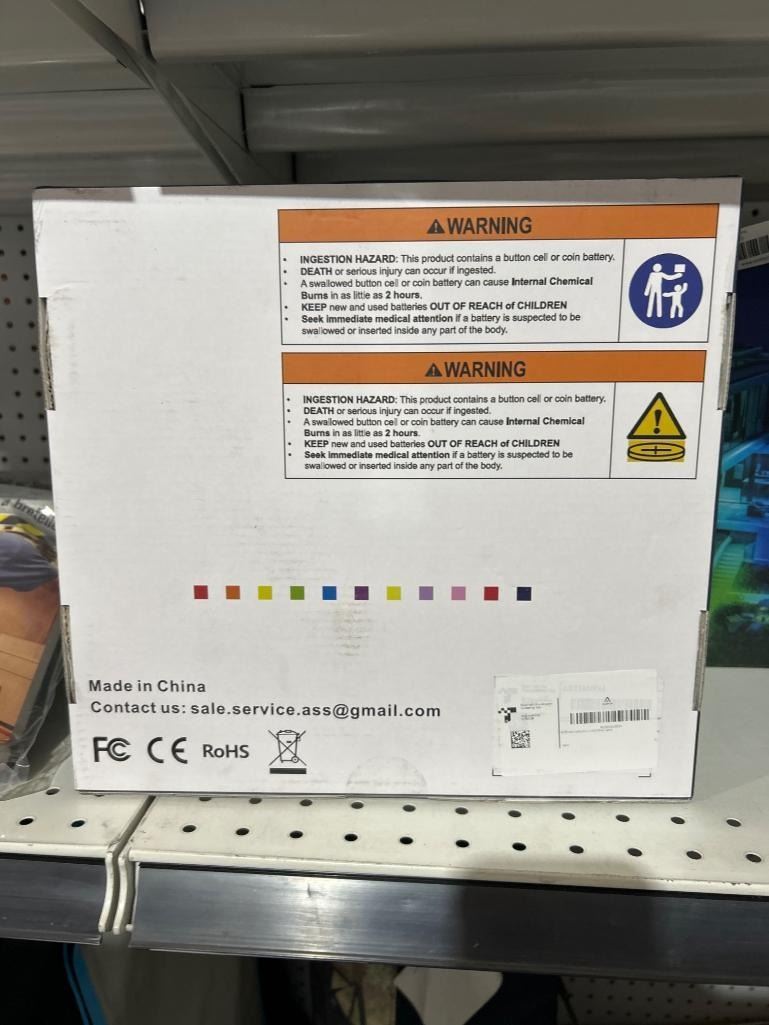 WARNING
• INGESTION HAZARD: This product contains a button cell or coin battery.
• DEATH or serious injury can occur if ingested.
• A swallowed button cell or coin battery can cause Internal Chemical
Burns in as little as 2 hours.
• KEEP new and used batteries OUT OF REACH of CHILDREN
• Seek immediate medical attention if a battery is suspected to be
swallowed or inserted inside any part of the body.
WARNING
• INGESTION HAZARD: This product contains a button cell or coin battery.
• DEATH or serious injury can occur if ingested.
• A swallowed button cell or coin battery can cause Internal Chemical
Burns in as little as 2 hours.
• KEEP new and used batteries OUT OF REACH of CHILDREN
• Seek immediate medical attention if a battery is suspected to be
swallowed or inserted inside any part of the body.
Made in China
Contact us: sale.service.ass@gmail.com
FC CE RoHS